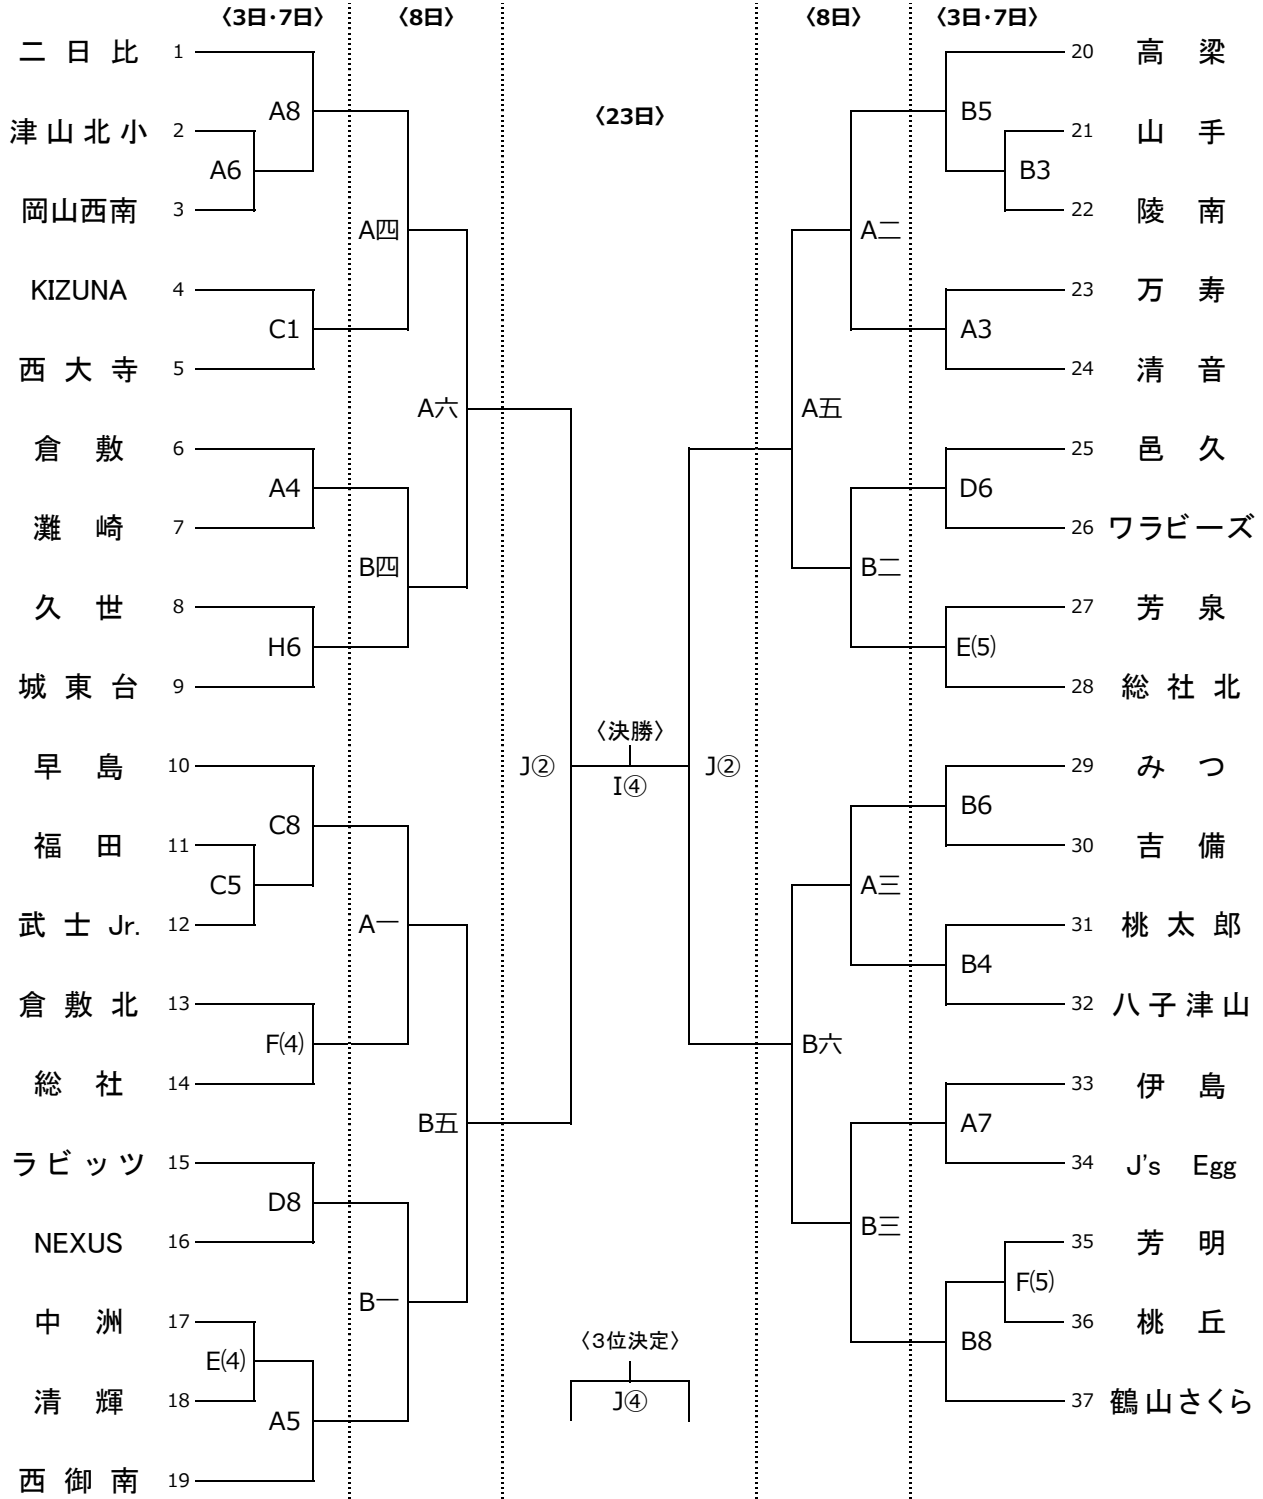 〈3日・7日〉 〈8日〉 〈8日〉 〈3日・7日〉
〈23日〉
二日比 1
津山北小 2
岡山西南 3
KIZUNA 4
西大寺 5
倉敷 6
灘崎 7
久世 8
城東台 9
早島 10
福田 11
武士Jr. 12
倉敷北 13
総社 14
ラビッツ 15
NEXUS 16
中洲 17
清輝 18
西御南 19
A8
A6
C1
A4
H6
C8
C5
F(4)
D8
E(4)
A5
A四
B四
A一
B一
A六
B五
J②
〈決勝〉
I④
J②
〈3位決定〉
J④
A五
B六
A二
B二
A三
B三
B5
B3
A3
D6
E(5)
B6
B4
A7
F(5)
B8
20 高梁
21 山手
22 陵南
23 万寿
24 清音
25 邑久
26 ワラビーズ
27 芳泉
28 総社北
29 みつ
30 吉備
31 桃太郎
32 八子津山
33 伊島
34 J's Egg
35 芳明
36 桃丘
37 鶴山さくら